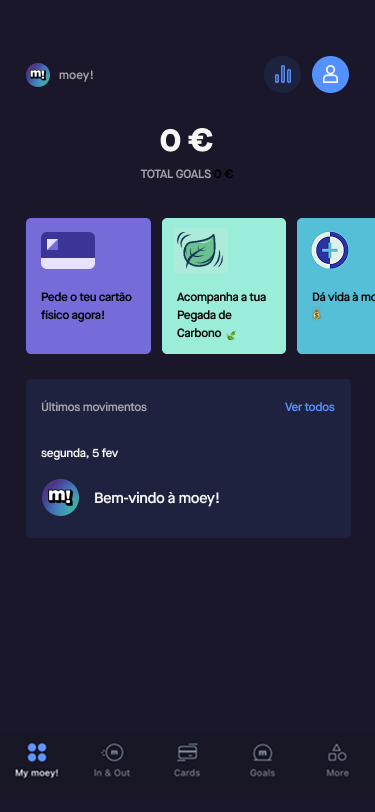 m! moey!
0 €
TOTAL GOALS 0 €
Pede o teu cartão
físico agora!
Acompanha a tua
Pegada de
Carbono
Dá vida à mo
Últimos movimentos
Ver todos
segunda, 5 fev
m! Bem-vindo à moey!
My moey!
In & Out
Cards
Goals
More